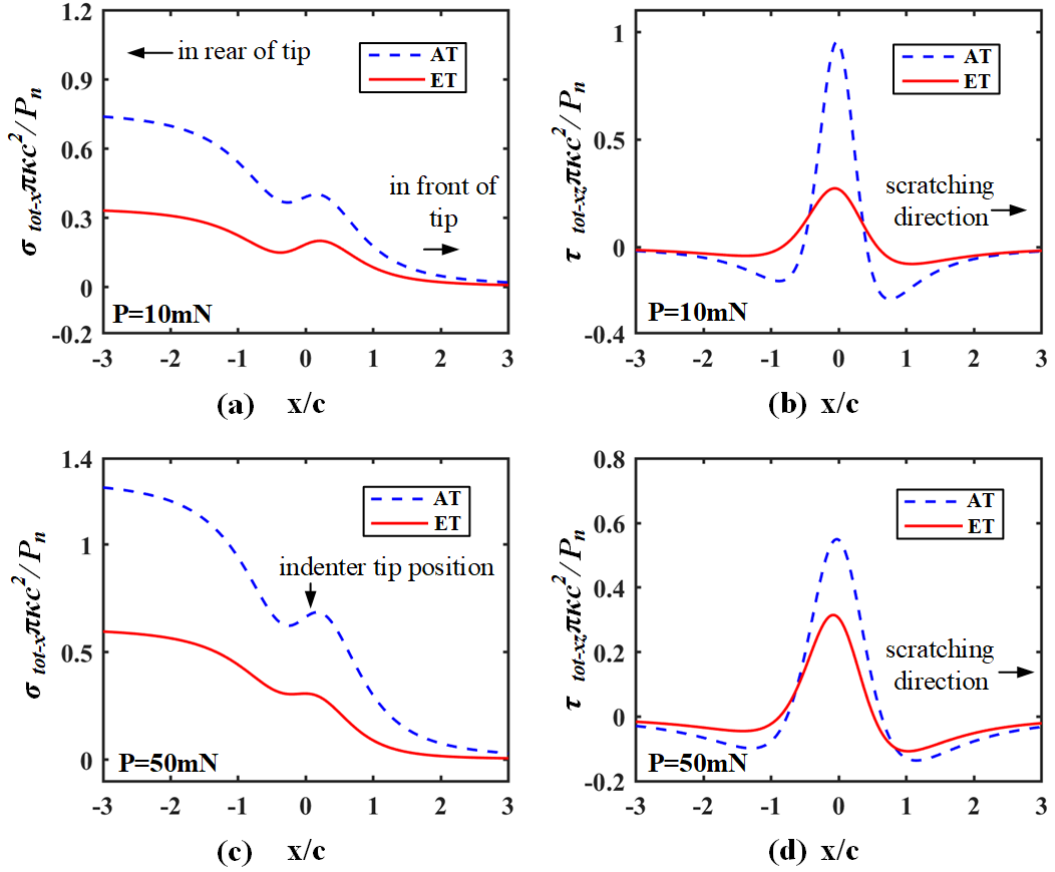 1.2
0.9
0.6
0.3
0
-0.2
σ tot-x πκc²/Pn
in rear of tip
AT
ET
in front of
tip
P=10mN
-3 -2 -1 0 1 2 3
(a) x/c
1
0.5
0
-0.4
τ tot-xz πκc²/Pn
AT
ET
scratching
direction
P=10mN
-3 -2 -1 0 1 2 3
(b) x/c
1.4
1
0.5
0
σ tot-x πκc²/Pn
AT
ET
indenter tip position
P=50mN
-3 -2 -1 0 1 2 3
(c) x/c
0.8
0.6
0.4
0.2
0
-0.2
τ tot-xz πκc²/Pn
AT
ET
scratching
direction
P=50mN
-3 -2 -1 0 1 2 3
(d) x/c